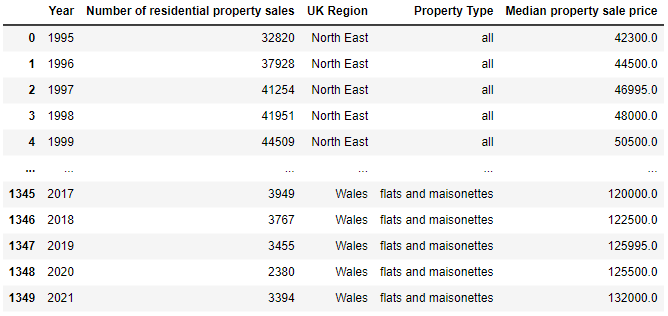 Year Number of residential property sales UK Region Property Type Median property sale price
0 1995 32820 North East all 42300.0
1 1996 37928 North East all 44500.0
2 1997 41254 North East all 46995.0
3 1998 41951 North East all 48000.0
4 1999 44509 North East all 50500.0
... ... ... ... ... ...
1345 2017 3949 Wales flats and maisonettes 120000.0
1346 2018 3767 Wales flats and maisonettes 122500.0
1347 2019 3455 Wales flats and maisonettes 125995.0
1348 2020 2380 Wales flats and maisonettes 125500.0
1349 2021 3394 Wales flats and maisonettes 132000.0